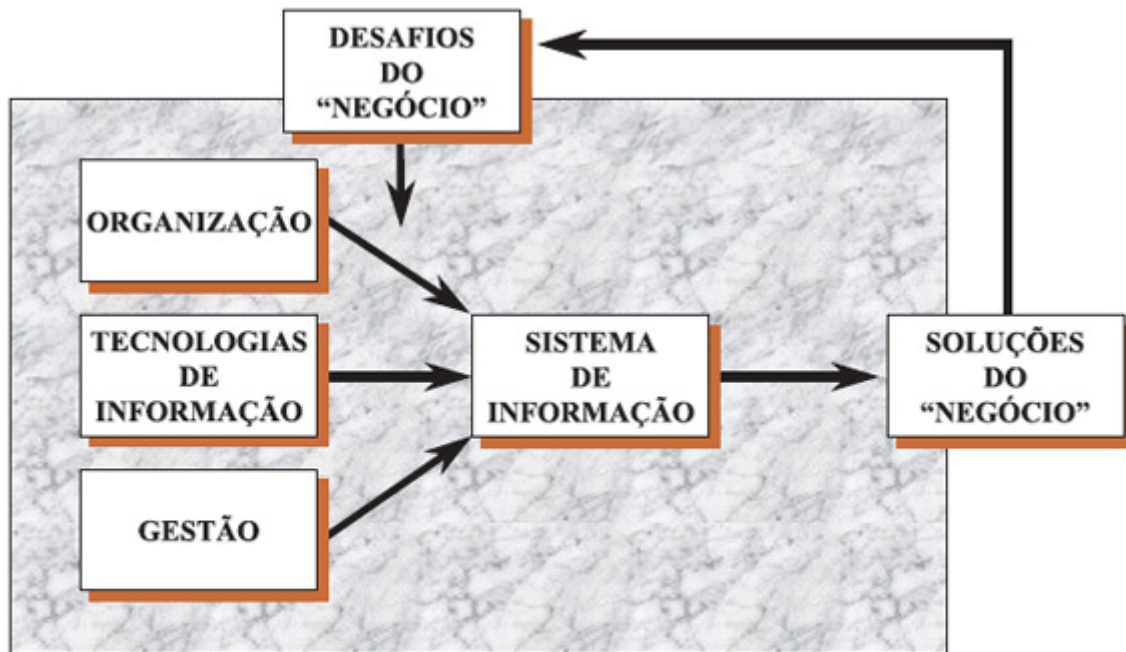 DESAFIOS
DO
“NEGÓCIO”
ORGANIZAÇÃO
TECNOLOGIAS
DE
INFORMAÇÃO
GESTÃO
SISTEMA
DE
INFORMAÇÃO
SOLUÇÕES
DO
“NEGÓCIO”